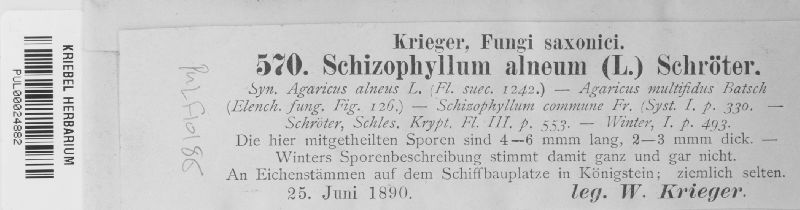 KRIEBEL HERBARIUM
PUL00024882
Krieger, Fungi saxonici.
570. Schizophyllum alneum (L.) Schröter.
Syn. Agaricus alneus L. (Fl. suec. 1242.) — Agaricus multifidus Batsch
(Elench. fung. Fig. 126.) — Schizophyllum commune Fr. (Syst. I. p. 330. —
Schröter, Schles. Krypt. Fl. III. p. 553. — Winter, I. p. 493.
Die hier mitgetheilten Sporen sind 4—6 mmm lang, 2—3 mmm dick. —
Winters Sporenbeschreibung stimmt damit ganz und gar nicht.
An Eichenstämmen auf dem Schiffbauplatze in Königstein; ziemlich selten.
25. Juni 1890. leg. W. Krieger.